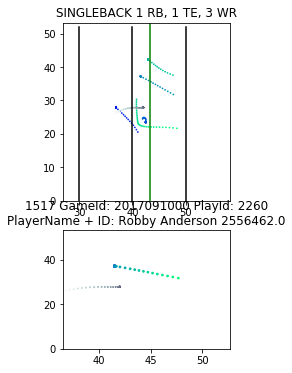 SINGLEBACK 1 RB, 1 TE, 3 WR
50
40
30
20
10
0
30 40 50
1517 GameId: 2017091000 PlayId: 2260
PlayerName + ID: Robby Anderson 2556462.0
40
20
0
40 45 50